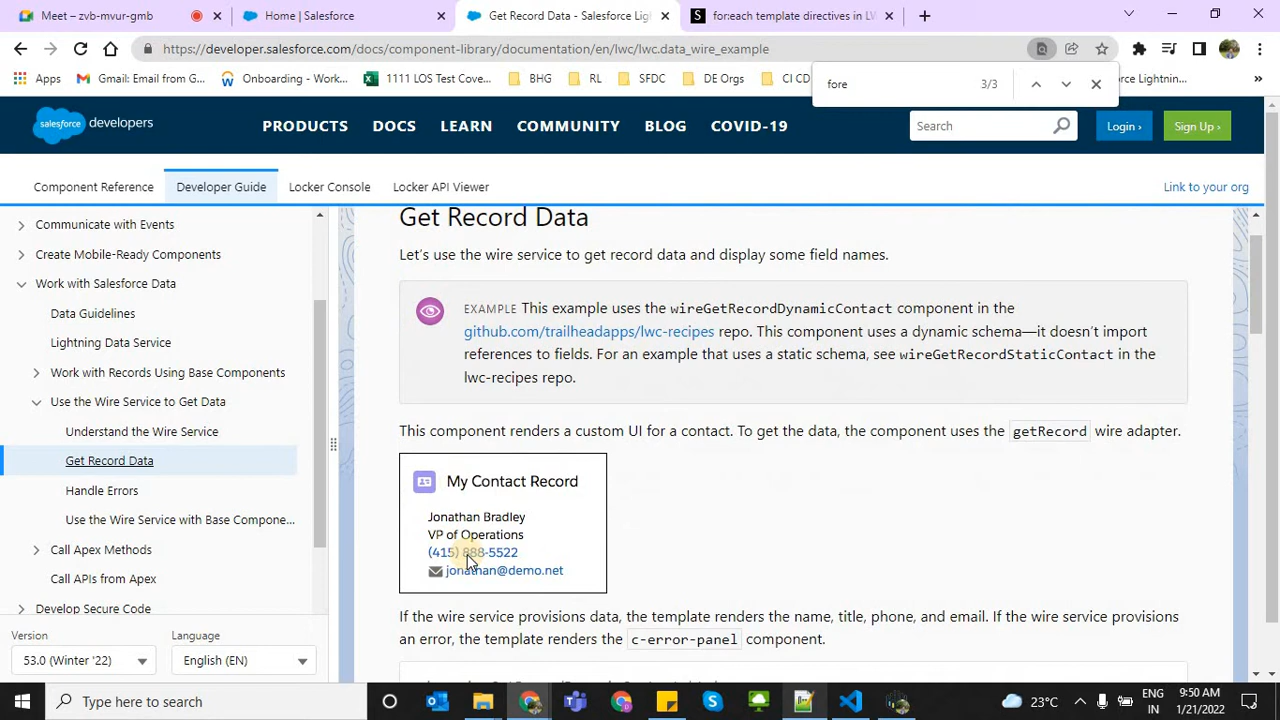 Meet – zvb-mvur-gmb
Home | Salesforce
Get Record Data - Salesforce Ligh
foreach template directives in LW
https://developer.salesforce.com/docs/component-library/documentation/en/lwc/lwc.data_wire_example
Apps
Gmail: Email from G...
Onboarding - Work...
1111 LOS Test Cove...
BHG
RL
SFDC
DE Orgs
CI CD
rce Lightnin...
fore
3/3
salesforce developers
PRODUCTS
DOCS
LEARN
COMMUNITY
BLOG
COVID-19
Search
Login ›
Sign Up ›
Component Reference
Developer Guide
Locker Console
Locker API Viewer
Link to your org
Communicate with Events
Create Mobile-Ready Components
Work with Salesforce Data
Data Guidelines
Lightning Data Service
Work with Records Using Base Components
Use the Wire Service to Get Data
Understand the Wire Service
Get Record Data
Handle Errors
Use the Wire Service with Base Compone...
Call Apex Methods
Call APIs from Apex
Develop Secure Code
Version
Language
53.0 (Winter '22)
English (EN)
Get Record Data
Let's use the wire service to get record data and display some field names.
EXAMPLE This example uses the wireGetRecordDynamicContact component in the
github.com/trailheadapps/lwc-recipes repo. This component uses a dynamic schema—it doesn't import
references to fields. For an example that uses a static schema, see wireGetRecordStaticContact in the
lwc-recipes repo.
This component renders a custom UI for a contact. To get the data, the component uses the getRecord wire adapter.
My Contact Record
Jonathan Bradley
VP of Operations
(415) 888-5522
jonathan@demo.net
If the wire service provisions data, the template renders the name, title, phone, and email. If the wire service provisions
an error, the template renders the c-error-panel component.
Type here to search
23°C
ENG
IN
9:50 AM
1/21/2022